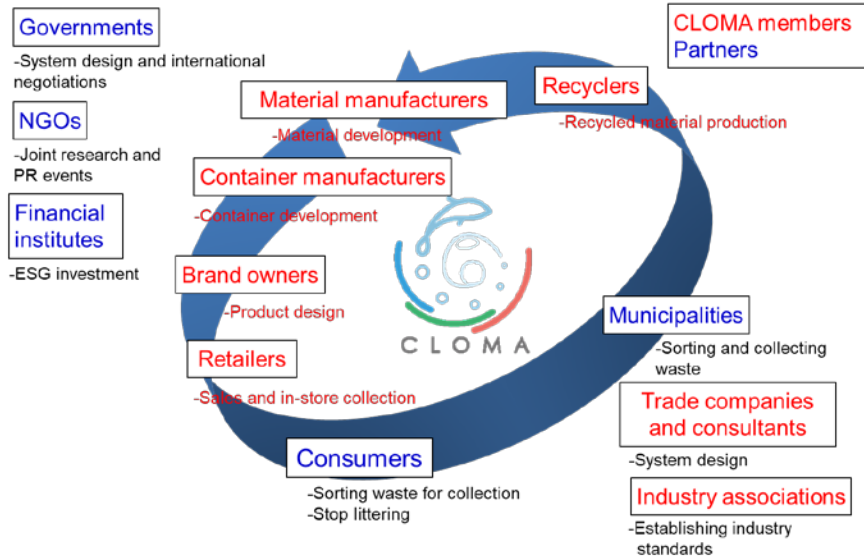 Governments
-System design and international
negotiations
NGOs
-Joint research and
PR events
Financial
institutes
-ESG investment
CLOMA members
Partners
Recyclers
-Recycled material production
Material manufacturers
-Material development
Container manufacturers
-Container development
Brand owners
-Product design
Retailers
-Sales and in-store collection
CLOMA
Consumers
-Sorting waste for collection
-Stop littering
Municipalities
-Sorting and collecting
waste
Trade companies
and consultants
-System design
Industry associations
-Establishing industry
standards